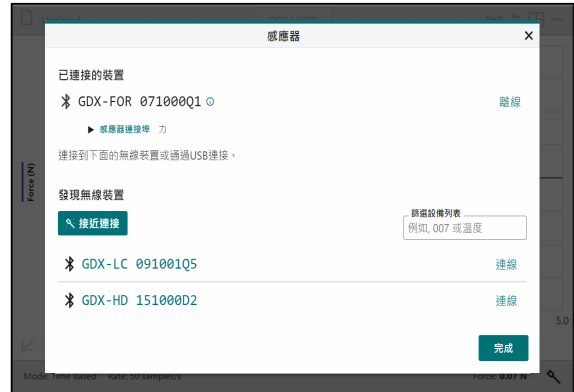 Untitled
COLLECT
感應器
已連接的裝置
GDX-FOR 071000Q1
離線
感應器連接埠 力
連接到下面的無線裝置或通過USB連接。
發現無線裝置
接近連接
篩選設備列表
例如, 007 或溫度
GDX-LC 091001Q5
連線
GDX-HD 151000D2
連線
完成
Force (N)
5.0
Mode: Time Based Rate: 50 samples/s
Force: 0.07 N